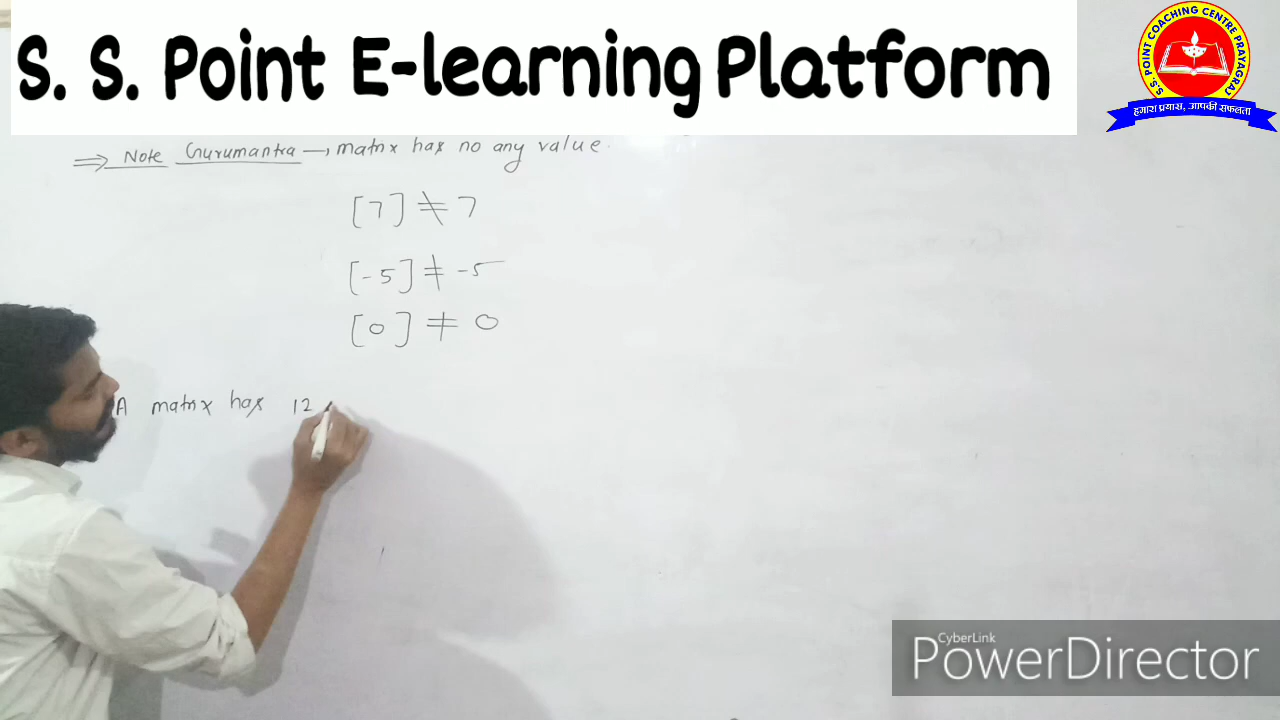 S. S. Point E-learning Platform
S.S. POINT COACHING CENTRE PRAYAGRAJ
हमारा प्रयास, आपकी सफलता
⇒ Note Gurumantra → matrix has no any value.
[7] ≠ 7
[-5] ≠ -5
[0] ≠ 0
A matrix has 12
CyberLink
PowerDirector